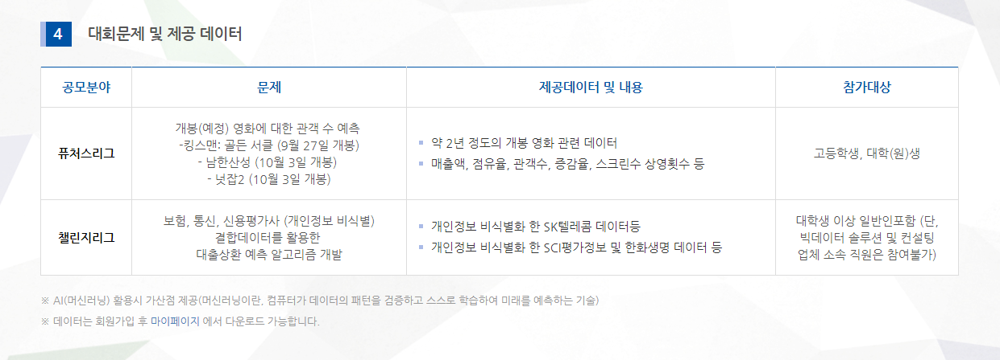 4 대회문제 및 제공 데이터
공모분야 문제 제공데이터 및 내용 참가대상
퓨처스리그
개봉(예정) 영화에 대한 관객 수 예측
-킹스맨: 골든 서클 (9월 27일 개봉)
- 남한산성 (10월 3일 개봉)
- 넛잡2 (10월 3일 개봉)
약 2년 정도의 개봉 영화 관련 데이터
매출액, 점유율, 관객수, 증감율, 스크린수 상영횟수 등
고등학생, 대학(원)생
챌린지리그
보험, 통신, 신용평가사 (개인정보 비식별)
결합데이터를 활용한
대출상환 예측 알고리즘 개발
개인정보 비식별화 한 SK텔레콤 데이터등
개인정보 비식별화 한 SCI평가정보 및 한화생명 데이터 등
대학생 이상 일반인포함 (단,
빅데이터 솔루션 및 컨설팅
업체 소속 직원은 참여불가)
※ AI(머신러닝) 활용시 가산점 제공(머신러닝이란, 컴퓨터가 데이터의 패턴을 검증하고 스스로 학습하여 미래를 예측하는 기술)
※ 데이터는 회원가입 후 마이페이지 에서 다운로드 가능합니다.